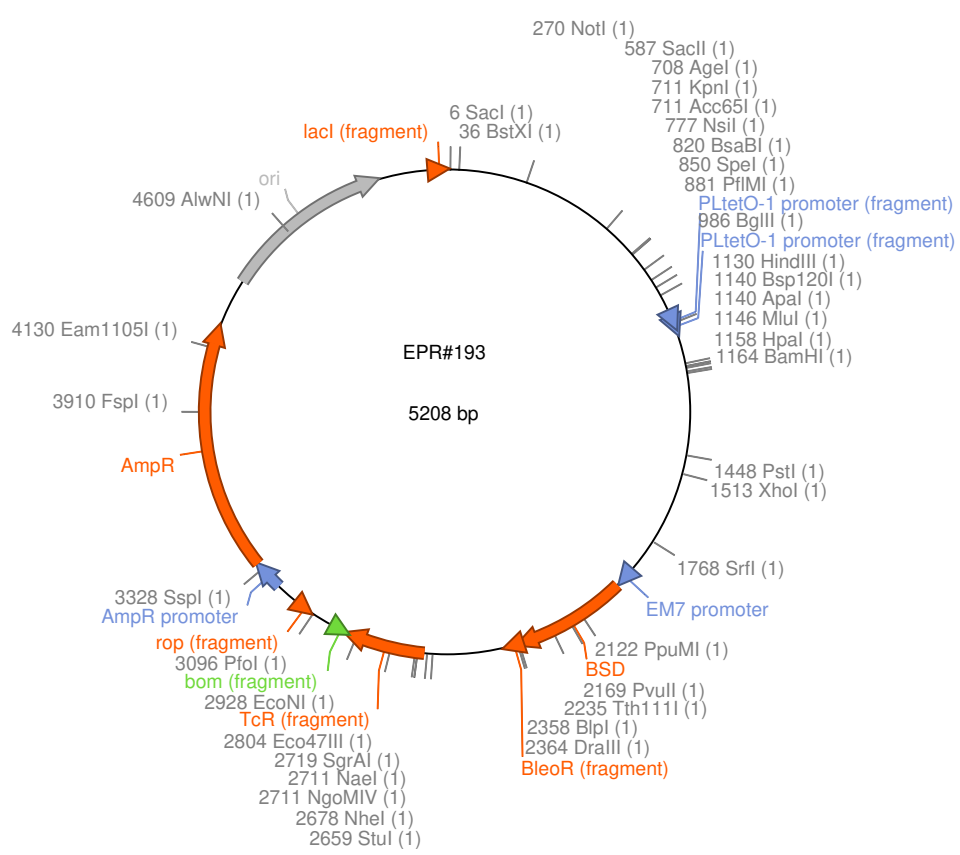 270 NotI (1)
587 SacII (1)
708 AgeI (1)
711 KpnI (1)
711 Acc65I (1)
777 NsiI (1)
820 BsaBI (1)
850 SpeI (1)
881 PflMI (1)
PLtetO-1 promoter (fragment)
986 BglII (1)
PLtetO-1 promoter (fragment)
1130 HindIII (1)
1140 Bsp120I (1)
1140 ApaI (1)
1146 MluI (1)
1158 HpaI (1)
1164 BamHI (1)
6 SacI (1)
36 BstXI (1)
lacI (fragment)
ori
4609 AlwNI (1)
4130 Eam1105I (1)
EPR#193
5208 bp
3910 FspI (1)
AmpR
1448 PstI (1)
1513 XhoI (1)
1768 SrfI (1)
EM7 promoter
3328 SspI (1)
AmpR promoter
rop (fragment)
3096 PfoI (1)
bom (fragment)
2928 EcoNI (1)
TcR (fragment)
2804 Eco47III (1)
2719 SgrAI (1)
2711 NaeI (1)
2711 NgoMIV (1)
2678 NheI (1)
2659 StuI (1)
2122 PpuMI (1)
BSD
2169 PvuII (1)
2235 Tth111I (1)
2358 BlpI (1)
2364 DraIII (1)
BleoR (fragment)